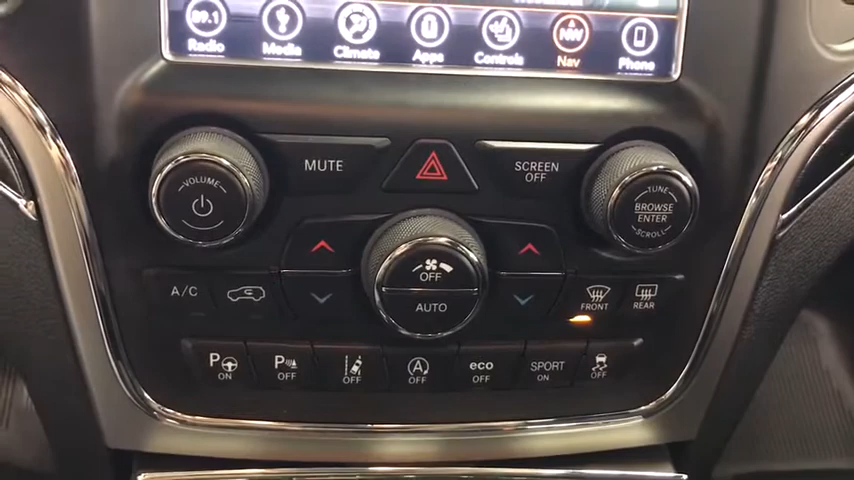 89.1
NW
Radio
Media
Climate
Apps
Controls
Nav
Phone
VOLUME
MUTE
SCREEN
OFF
TUNE
BROWSE
ENTER
SCROLL
OFF
AUTO
A/C
FRONT
REAR
P
ON
P
OFF
OFF
A
OFF
eco
OFF
SPORT
ON
OFF